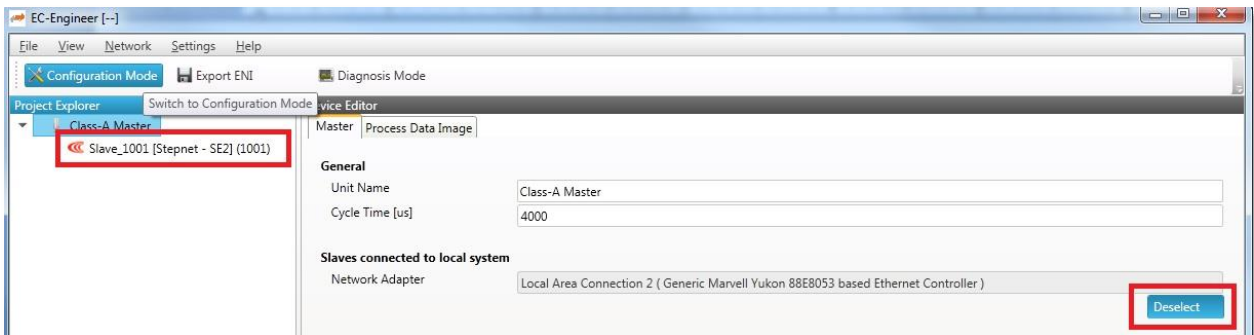 EC-Engineer [--]
File View Network Settings Help
Configuration Mode Export ENI Diagnosis Mode
Switch to Configuration Mode
Project Explorer
vice Editor
Class-A Master
Slave_1001 [Stepnet - SE2] (1001)
Master Process Data Image
General
Unit Name Class-A Master
Cycle Time [us] 4000
Slaves connected to local system
Network Adapter Local Area Connection 2 ( Generic Marvell Yukon 88E8053 based Ethernet Controller )
Deselect